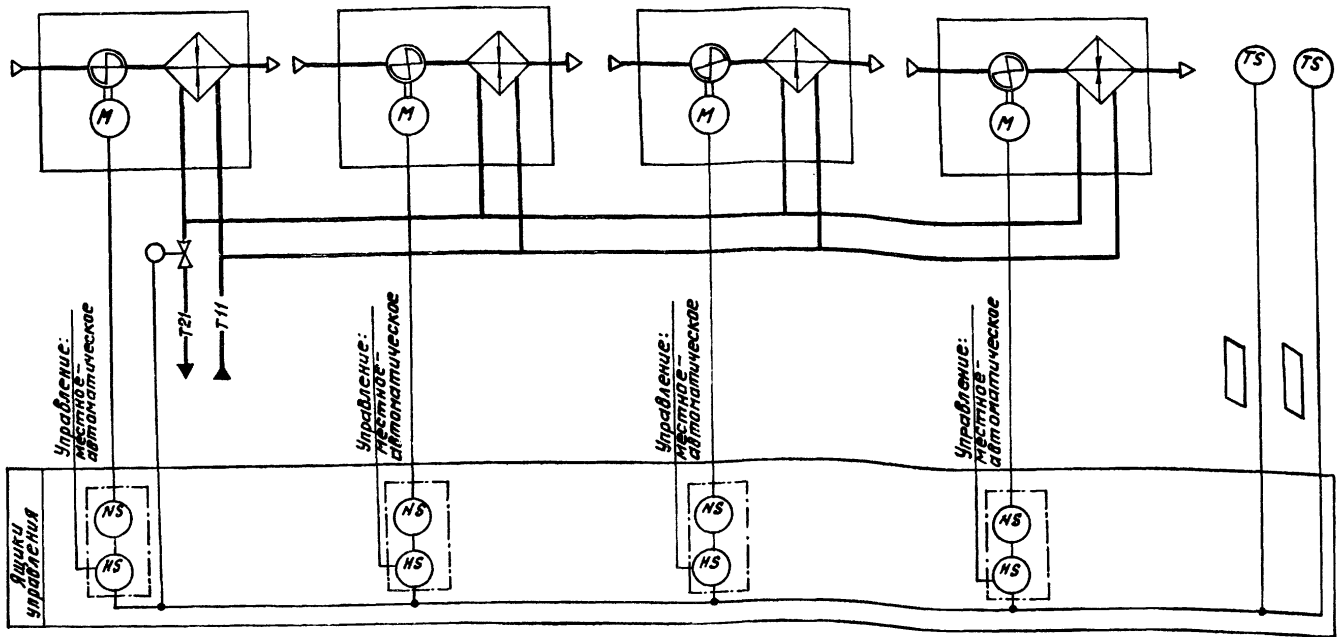 TS
TS
M
M
M
M
T21
T11
Управление:
местное-
автоматическое
Управление:
местное-
автоматическое
Управление:
местное-
автоматическое
Управление:
местное-
автоматическое
Ящики
управления
NS
HS
NS
HS
NS
HS
NS
HS